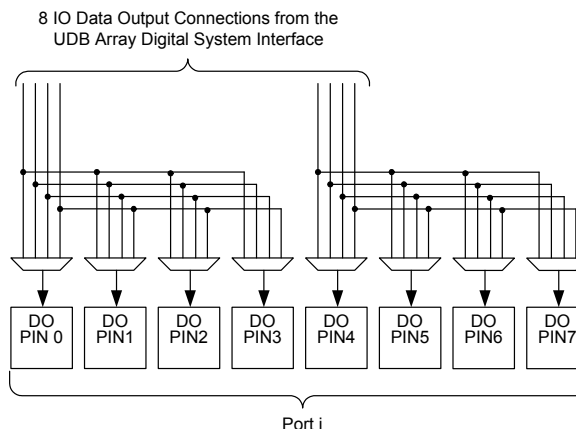 8 IO Data Output Connections from the
UDB Array Digital System Interface
DO
PIN 0
DO
PIN1
DO
PIN2
DO
PIN3
DO
PIN4
DO
PIN5
DO
PIN6
DO
PIN7
Port i